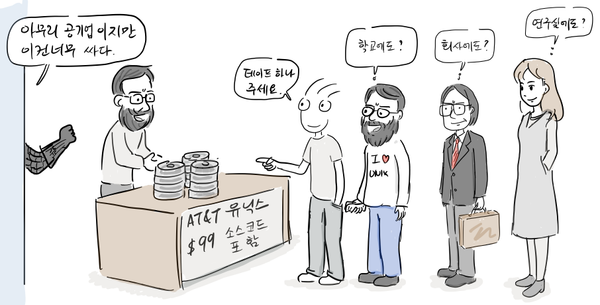 아무리 공기업이지만
이건너무 싸다.
테이프 하나
주세요.
학교에도?
회사에도?
연구실에도?
I ♥
UNIX
AT&T 유닉스
$99 소스코드
포함